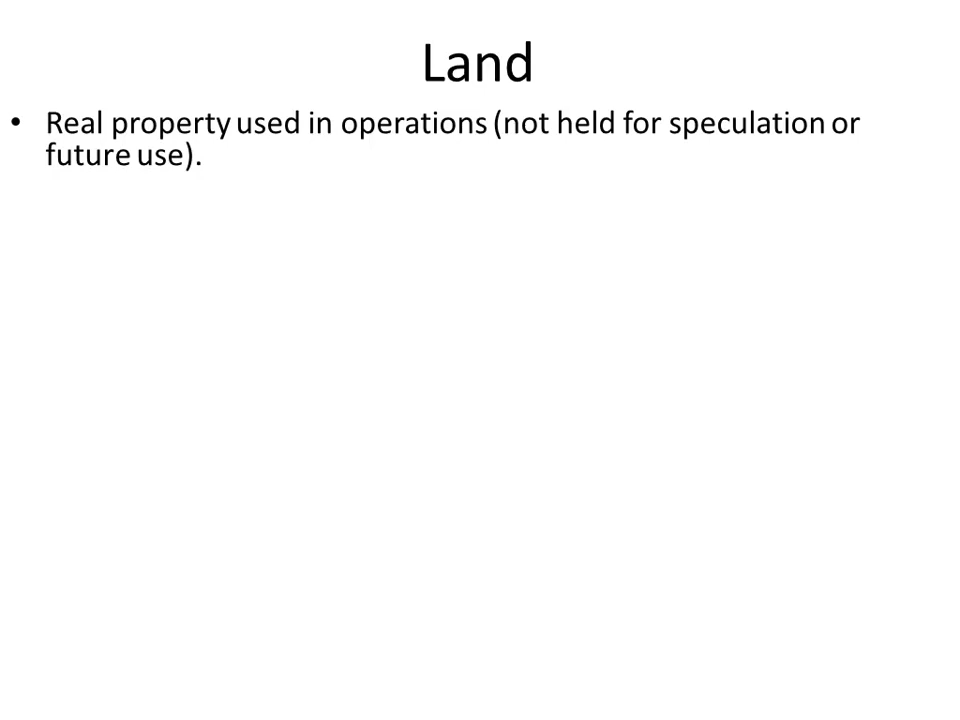 Land
• Real property used in operations (not held for speculation or
future use).